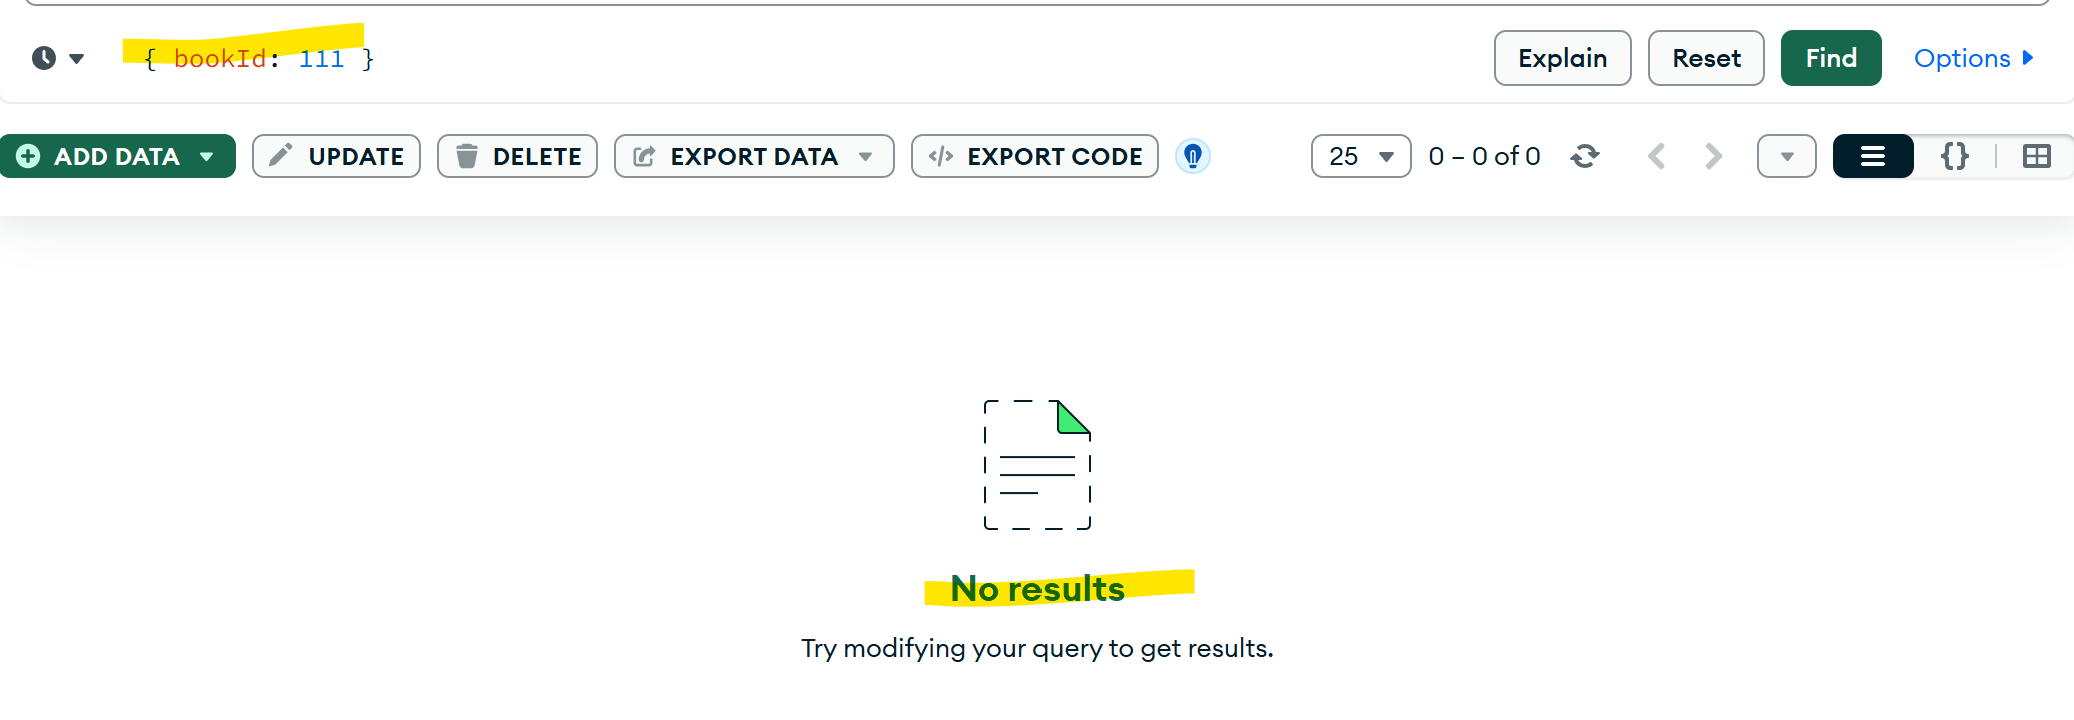 { bookId: 111 }
Explain
Reset
Find
Options
ADD DATA
UPDATE
DELETE
EXPORT DATA
</> EXPORT CODE
25
0 – 0 of 0
{}
No results
Try modifying your query to get results.